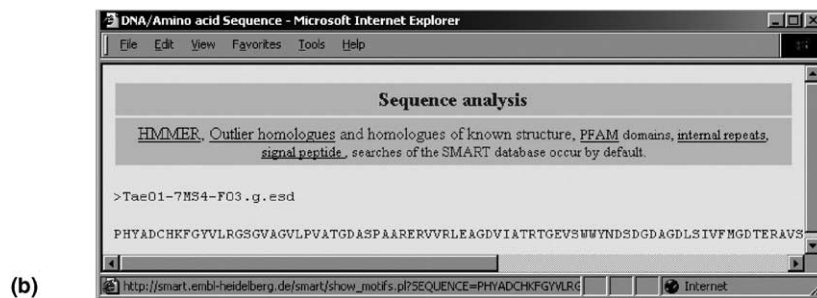 DNA/Amino acid Sequence - Microsoft Internet Explorer
File Edit View Favorites Tools Help
Sequence analysis
HMMER, Outlier homologues and homologues of known structure, PFAM domains, internal repeats,
signal peptide , searches of the SMART database occur by default.
>Tae01-7MS4-F03.g.esd
PHYADCHKFGYVLRGSGVAGVLPVATGDASPAARERVVRLEAGDVIATRTGEVSWWYNDSDGDAGDLSIVFMGDTERAVS
(b)
http://smart.embl-heidelberg.de/smart/show_motifs.pl?SEQUENCE=PHYADCHKFGYVLRG
Internet